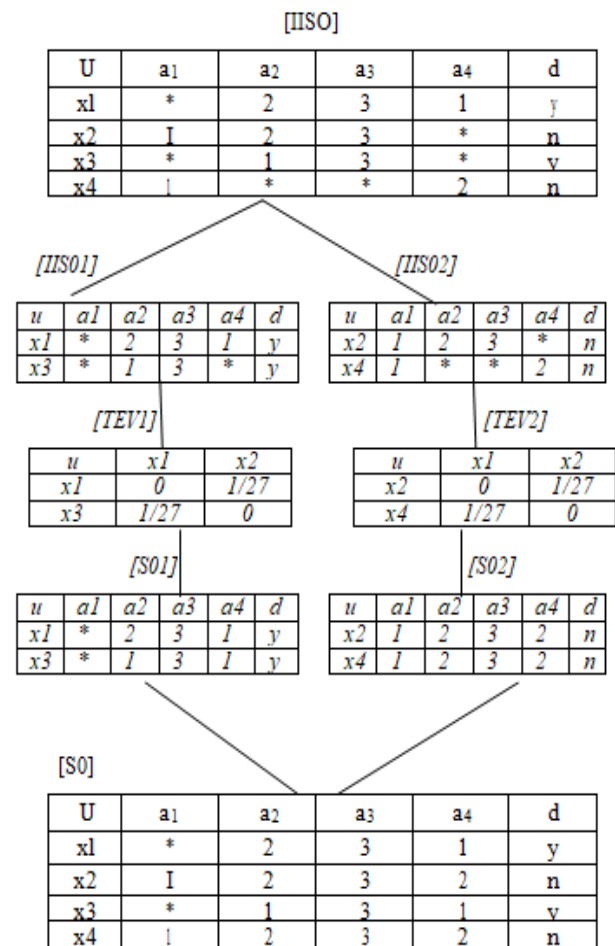 [IISO]
U a1 a2 a3 a4 d
xl * 2 3 1 y
x2 I 2 3 * n
x3 * 1 3 * v
x4 1 * * 2 n
[IIS01] [IIS02]
u a1 a2 a3 a4 d u a1 a2 a3 a4 d
x1 * 2 3 1 y x2 1 2 3 * n
x3 * 1 3 * y x4 1 * * 2 n
[TEV1] [TEV2]
u x1 x2 u x1 x2
x1 0 1/27 x2 0 1/27
x3 1/27 0 x4 1/27 0
[S01] [S02]
u a1 a2 a3 a4 d u a1 a2 a3 a4 d
x1 * 2 3 1 y x2 1 2 3 2 n
x3 * 1 3 1 y x4 1 2 3 2 n
[S0]
U a1 a2 a3 a4 d
xl * 2 3 1 y
x2 I 2 3 2 n
x3 * 1 3 1 v
x4 1 2 3 2 n